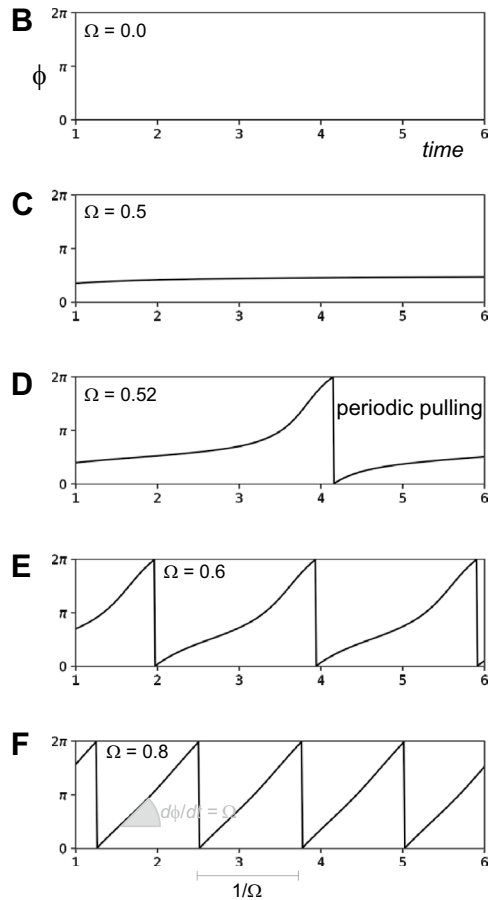 B
2π
Ω = 0.0
π
ϕ
0
1 2 3 4 5 6
time
C
2π
Ω = 0.5
π
0
1 2 3 4 5 6
D
2π
Ω = 0.52
periodic pulling
π
0
1 2 3 4 5 6
E
2π
Ω = 0.6
π
0
1 2 3 4 5 6
F
2π
Ω = 0.8
π
dϕ/dt = Ω
0
1 2 3 4 5 6
1/Ω